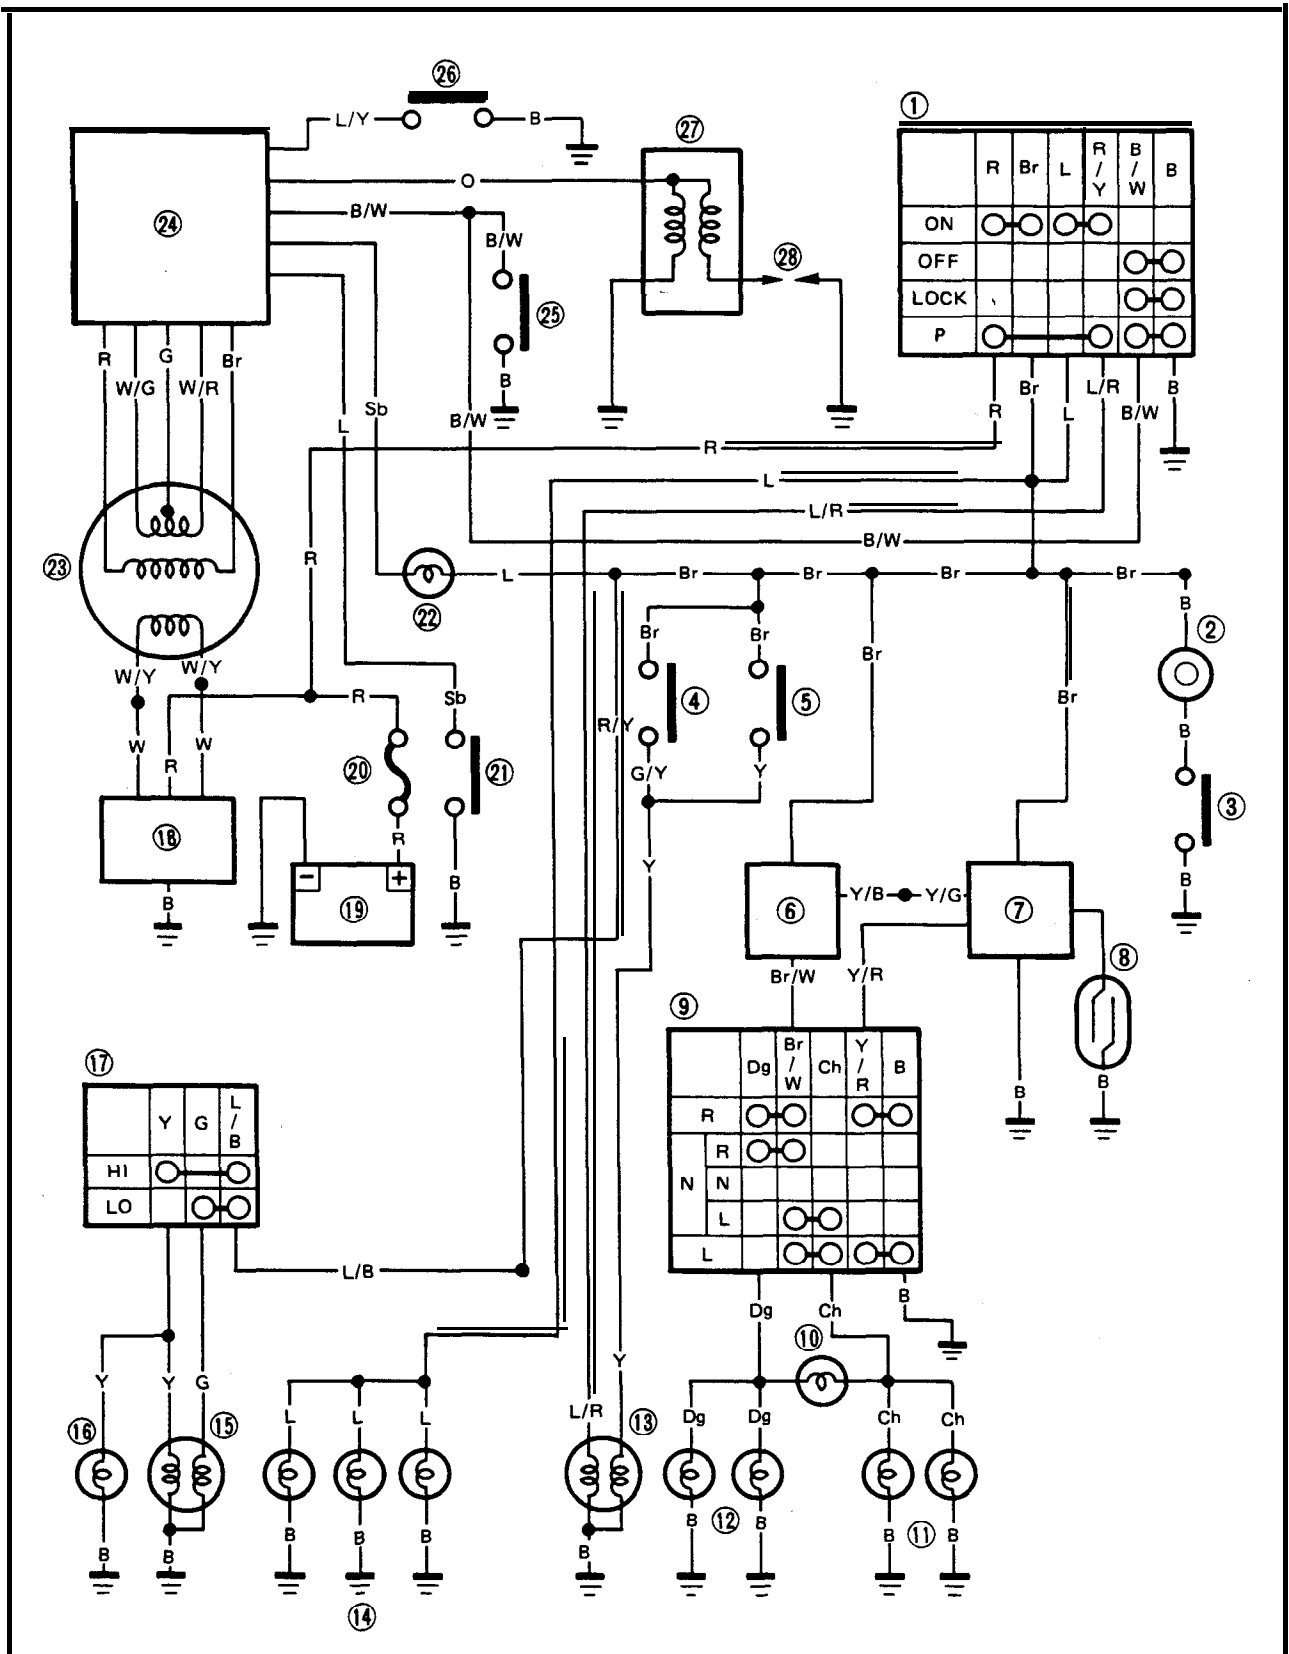 26
L/Y B
27
O
24
B/W
B/W
28
25
B
R W/G G W/R Br
Sb
L
B/W
1
R Br L R/Y B/W B
ON
OFF
LOCK
P
R Br L L/R B/W B
R
L
L/R
B/W
23
R
L Br Br Br Br
22
B
2
Br Br
Br
W/Y W/Y
4 5
R
Sb
R/Y
Br
B
W R W
20 21
G/Y Y
3
R
18
- +
19
B
B
Y
6 Y/B Y/G 7
B
8
Br/W Y/R
9
Dg Br/W Ch Y/R B
B B
17
Y G L/B
HI
LO
R
N R
N
L
L
L/B
Dg Ch B
10
Y
Y Y G
L L L
L/R
13
Dg Dg Ch Ch
16 15
B B B B B B
12 11
B B B B
14